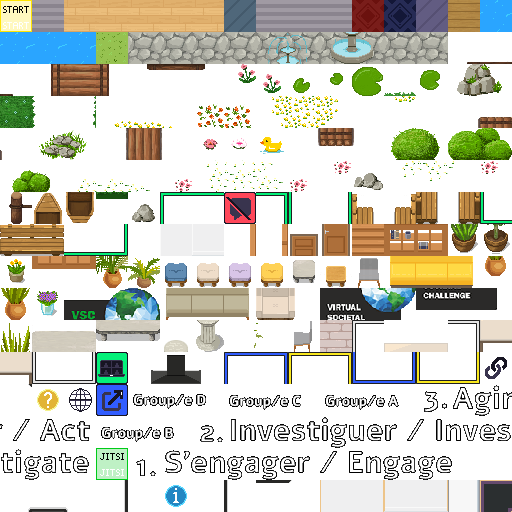 START
VSC
VIRTUAL
SOCIETAL
CHALLENGE
Group/e D
Group/e C
Group/e A
3. Agir
r / Act
Group/e B
2. Investiguer / Inves
tigate
JITSI
JITSI
1. S'engager / Engage